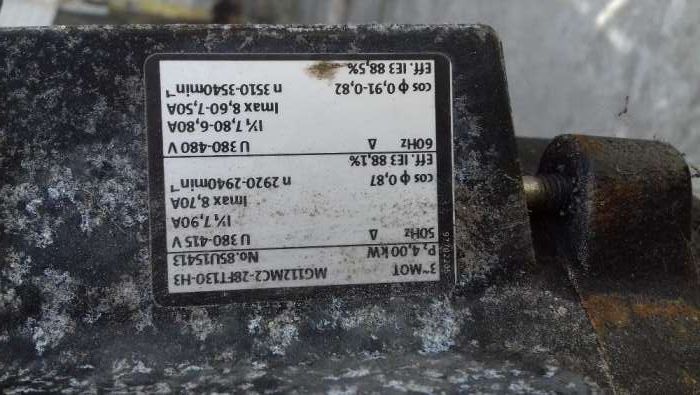 3~MOT MG112MC2-28FT130-H3
P₂ 4,00 kW No.85U15413
50Hz U 380-415 V
I1/1 7,90A
Imax 8,70A
cos φ 0,87 n 2920-2940min⁻¹
Eff. IE3 88,1%
60Hz Δ U 380-480 V
I1/1 7,80-6,80A
Imax 8,60-7,50A
cos φ 0,91-0,82 n 3510-3540min⁻¹
Eff. IE3 88,5%